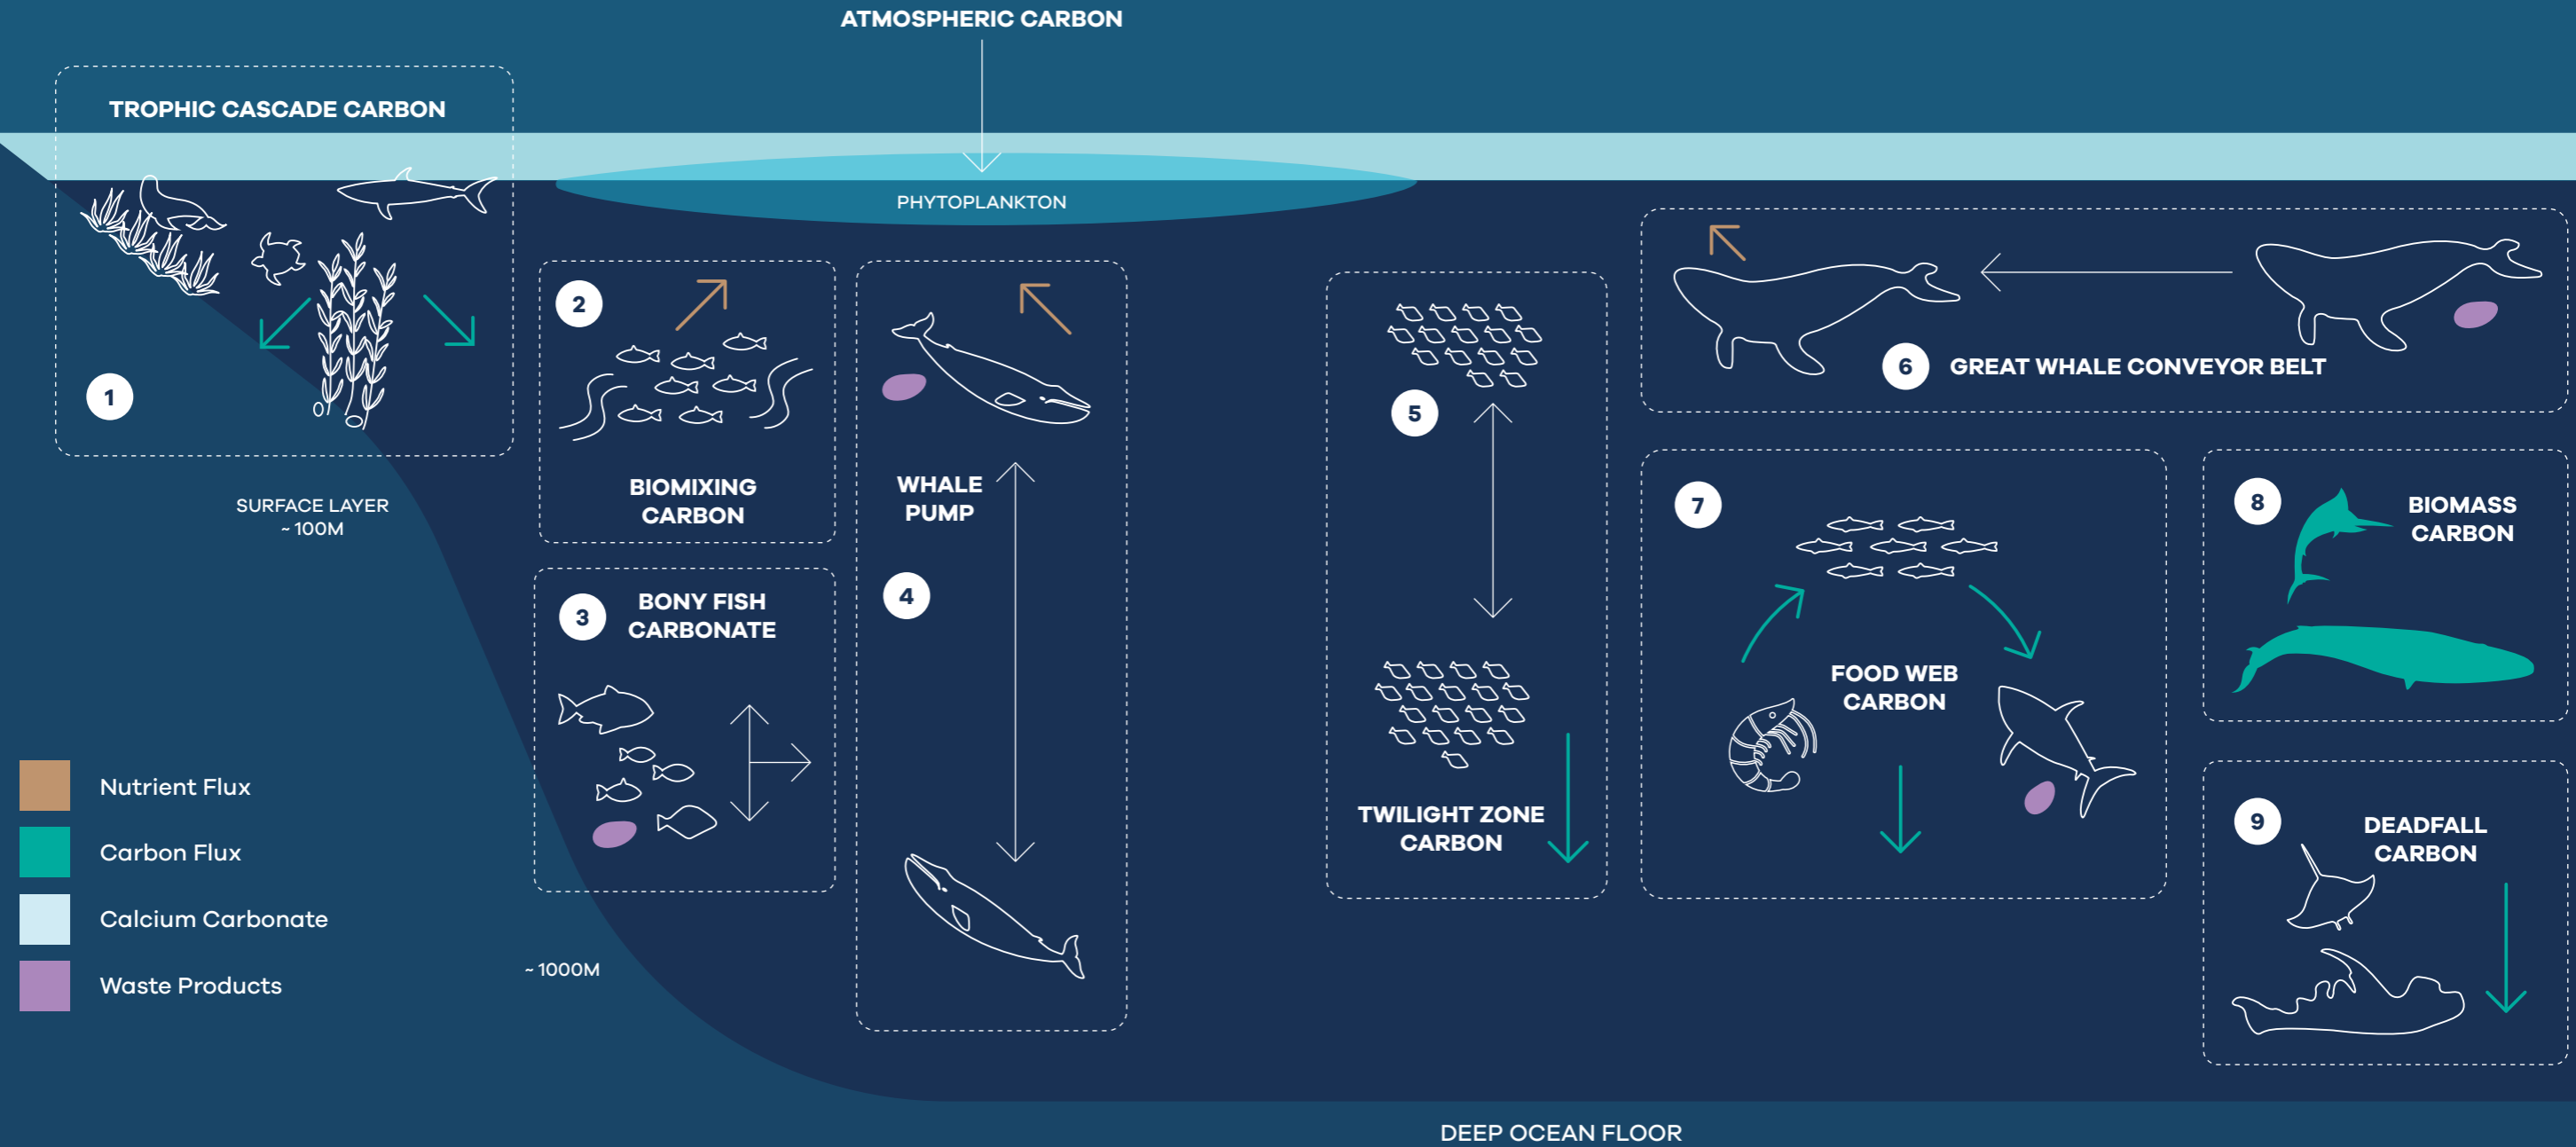 ATMOSPHERIC CARBON
TROPHIC CASCADE CARBON
PHYTOPLANKTON
1
SURFACE LAYER
~ 100M
2
BIOMIXING
CARBON
3
BONY FISH
CARBONATE
WHALE
PUMP
4
5
TWILIGHT ZONE
CARBON
6
GREAT WHALE CONVEYOR BELT
7
FOOD WEB
CARBON
8
BIOMASS
CARBON
9
DEADFALL
CARBON
Nutrient Flux
Carbon Flux
Calcium Carbonate
Waste Products
~ 1000M
DEEP OCEAN FLOOR